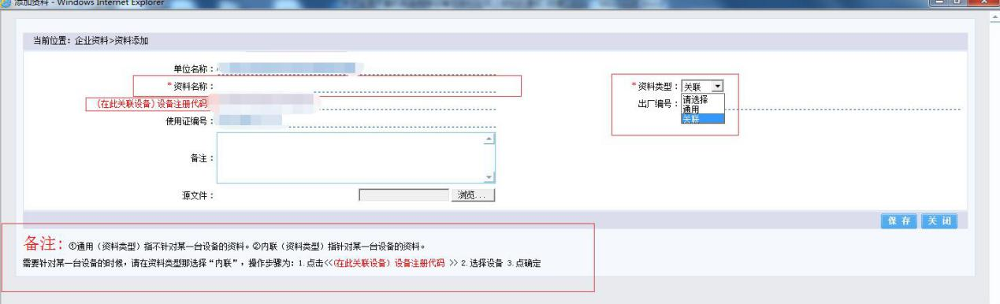 添加资料 - Windows Internet Explorer
当前位置：企业资料>资料添加
单位名称：
*资料名称：
*资料类型：关联
(在此关联设备)设备注册代码
出厂编号：
请选择
通用
关联
使用证编号：
备注：
源文件：
浏览...
保存 关闭
备注：①通用（资料类型）指不针对某一台设备的资料。②内联（资料类型）指针对某一台设备的资料。
需要针对某一台设备的时候，请在资料类型那选择“内联”，操作步骤为：1.点击<<(在此关联设备）设备注册代码 >> 2.选择设备 3.点确定